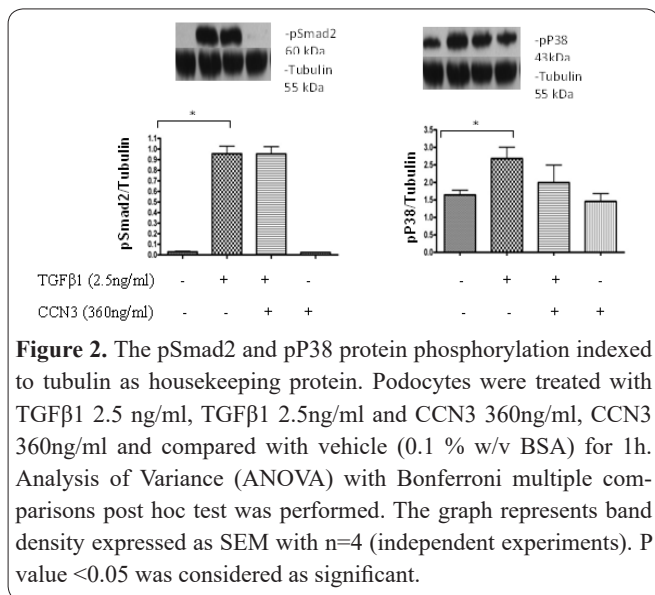 -pSmad2
60 kDa
-Tubulin
55 kDa
-pP38
43kDa
-Tubulin
55 kDa
*
pSmad2/Tubulin
1.1
1.0
0.9
0.8
0.7
0.6
0.5
0.4
0.3
0.2
0.1
0.0
*
pP38/Tubulin
3.5
3.0
2.5
2.0
1.5
1.0
0.5
0.0
TGFβ1 (2.5ng/ml) - + + - - + + -
CCN3 (360ng/ml) - - + + - - + +
Figure 2. The pSmad2 and pP38 protein phosphorylation indexed
to tubulin as housekeeping protein. Podocytes were treated with
TGFβ1 2.5 ng/ml, TGFβ1 2.5ng/ml and CCN3 360ng/ml, CCN3
360ng/ml and compared with vehicle (0.1 % w/v BSA) for 1h.
Analysis of Variance (ANOVA) with Bonferroni multiple com-
parisons post hoc test was performed. The graph represents band
density expressed as SEM with n=4 (independent experiments). P
value <0.05 was considered as significant.